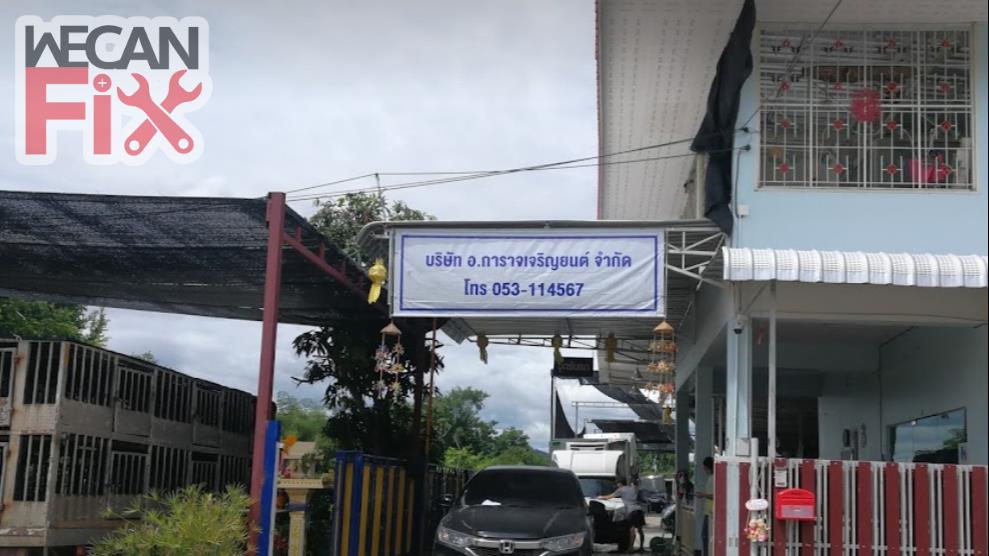 WECAN
Fix
บริษัท อ.การาจเจริญยนต์ จำกัด
โทร 053-114567